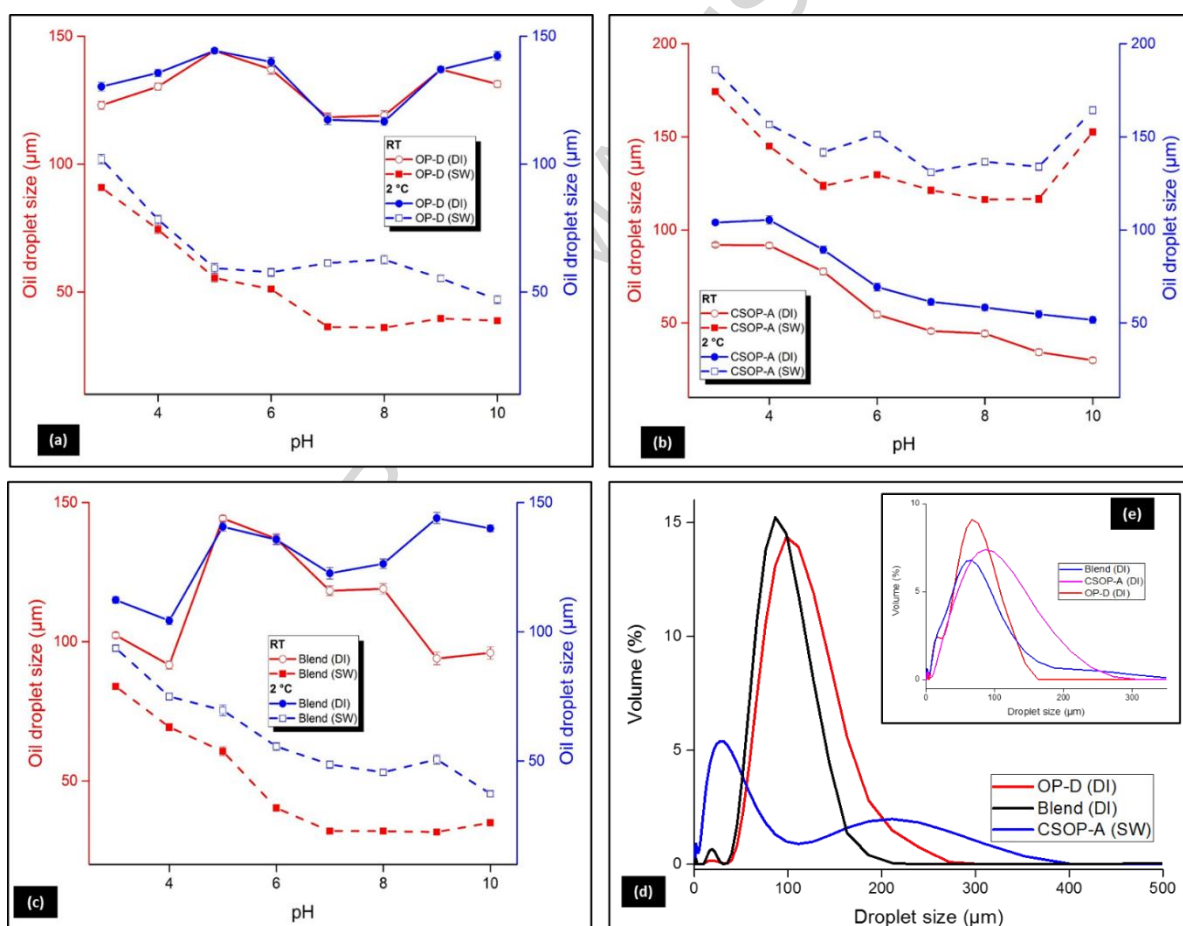 150
100
50
Oil droplet size (µm)
RT
OP-D (DI)
OP-D (SW)
2 °C
OP-D (DI)
OP-D (SW)
150
100
50
Oil droplet size (µm)
4
6
8
10
pH
(a)
200
150
100
50
Oil droplet size (µm)
RT
CSOP-A (DI)
CSOP-A (SW)
2 °C
CSOP-A (DI)
CSOP-A (SW)
200
150
100
50
Oil droplet size (µm)
4
6
8
10
pH
(b)
150
100
50
Oil droplet size (µm)
RT
Blend (DI)
Blend (SW)
2 °C
Blend (DI)
Blend (SW)
150
100
50
Oil droplet size (µm)
4
6
8
10
pH
(c)
15
10
5
0
Volume (%)
OP-D (DI)
Blend (DI)
CSOP-A (SW)
0
100
200
300
400
500
Droplet size (µm)
(d)
10
5
0
Volume (%)
Blend (DI)
CSOP-A (DI)
OP-D (DI)
0
100
200
300
Droplet size (µm)
(e)